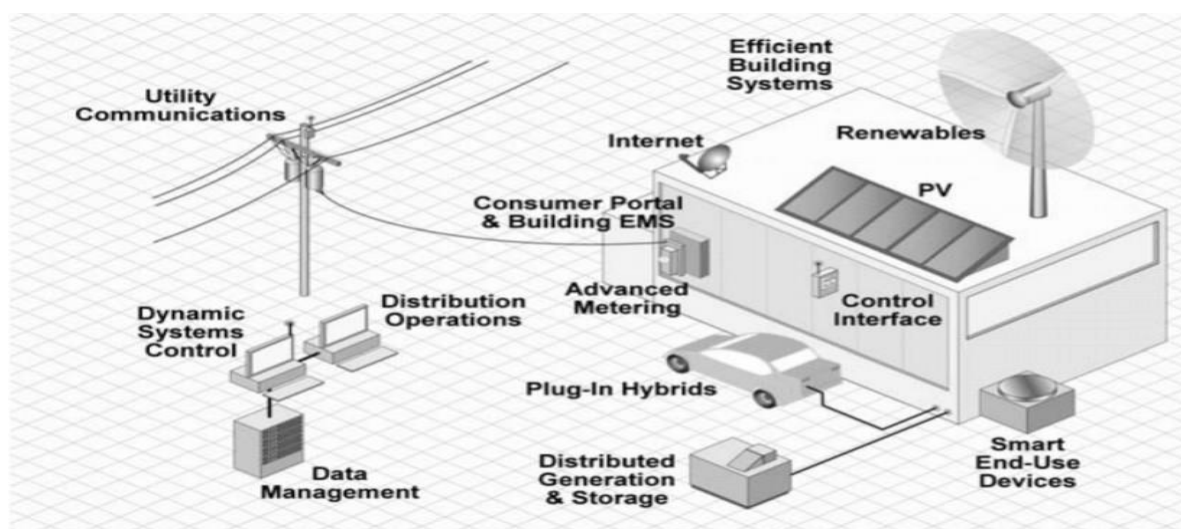 Efficient
Building
Systems
Utility
Communications
Internet
Renewables
PV
Consumer Portal
& Building EMS
Advanced
Metering
Control
Interface
Dynamic
Systems
Control
Distribution
Operations
Plug-In Hybrids
Data
Management
Distributed
Generation
& Storage
Smart
End-Use
Devices